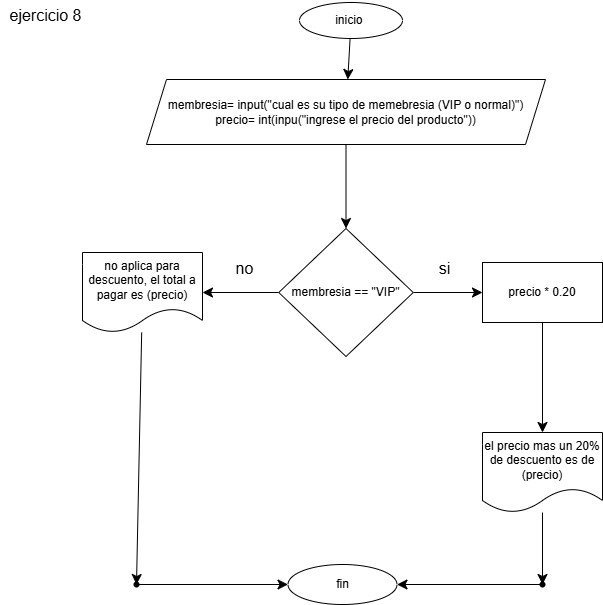 ejercicio 8
inicio
membresia= input("cual es su tipo de memebresia (VIP o normal)")
precio= int(inpu("ingrese el precio del producto"))
no aplica para
descuento, el total a
pagar es (precio)
no
membresia == "VIP"
si
precio * 0.20
el precio mas un 20%
de descuento es de
(precio)
fin